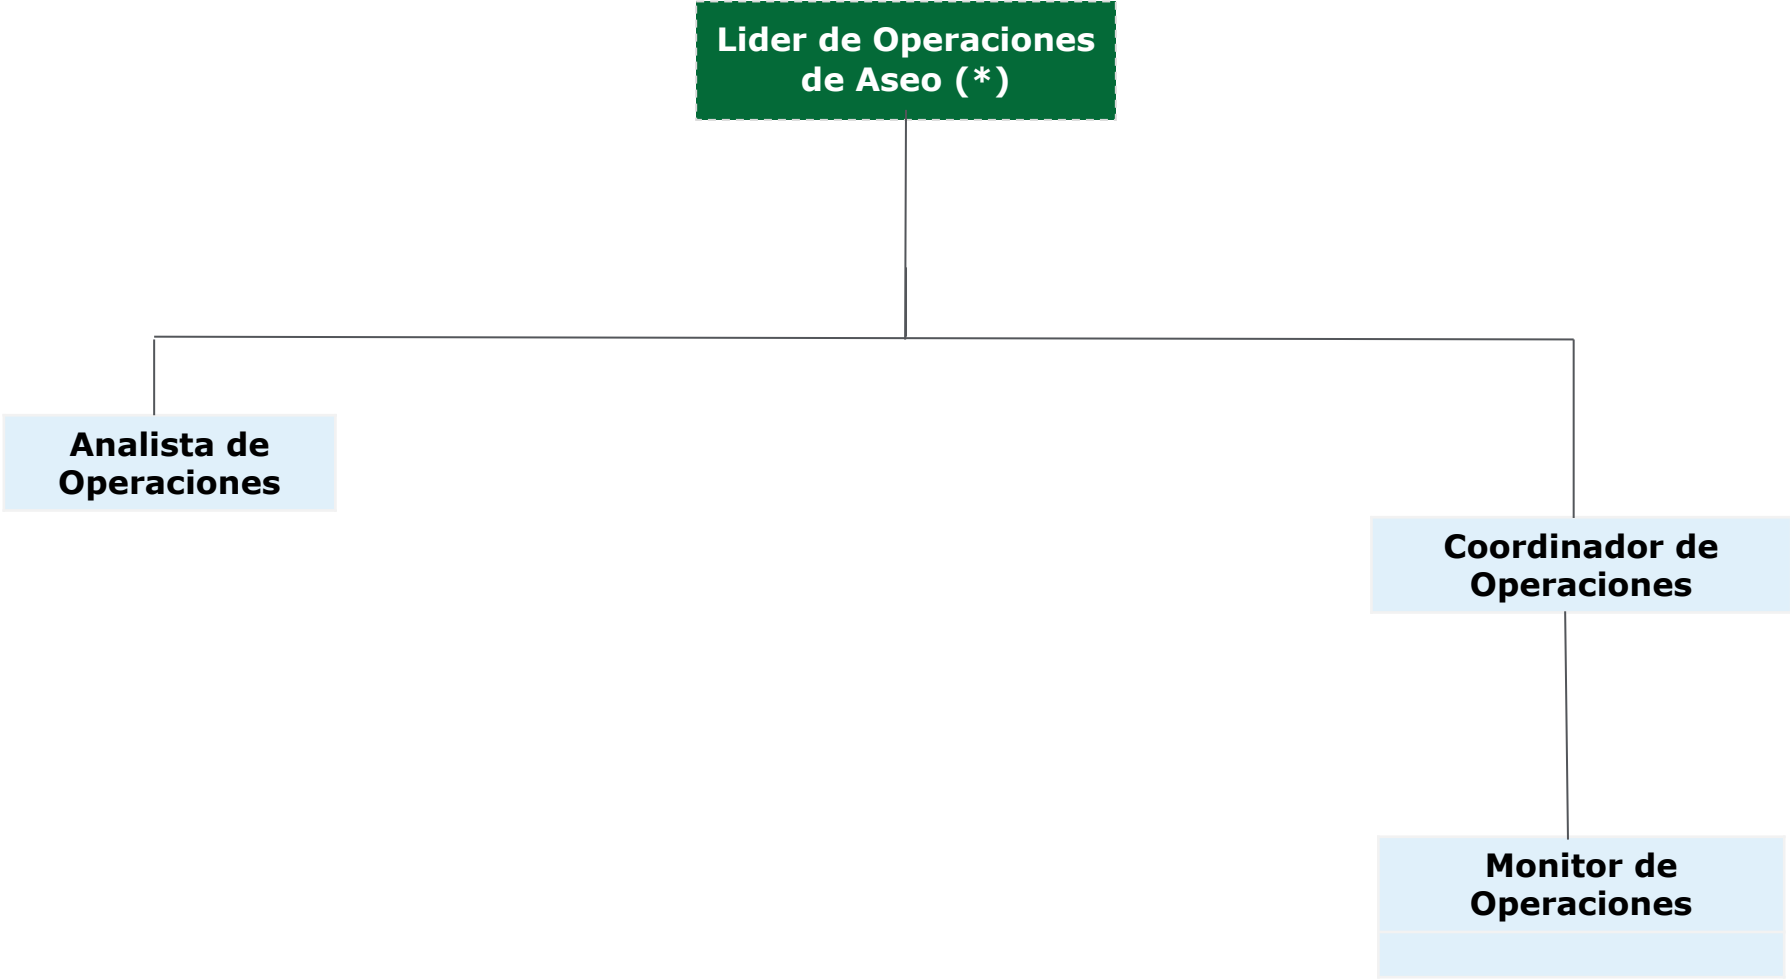 Lider de Operaciones
de Aseo (*)
Analista de
Operaciones
Coordinador de
Operaciones
Monitor de
Operaciones